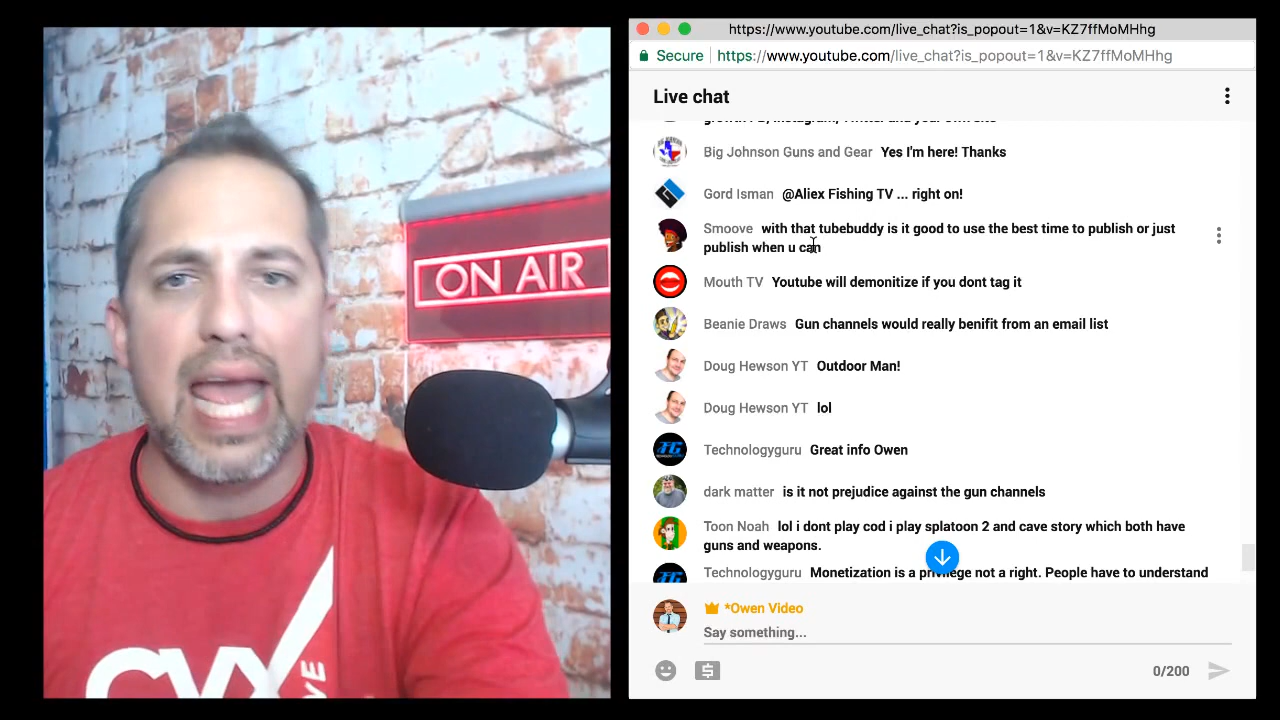 https://www.youtube.com/live_chat?is_popout=1&v=KZ7ffMoMHhg
Secure https://www.youtube.com/live_chat?is_popout=1&v=KZ7ffMoMHhg
Live chat
Big Johnson Guns and Gear Yes I'm here! Thanks
Gord Isman @Aliex Fishing TV ... right on!
Smoove with that tubebuddy is it good to use the best time to publish or just
publish when u can
Mouth TV Youtube will demonitize if you dont tag it
Beanie Draws Gun channels would really benifit from an email list
Doug Hewson YT Outdoor Man!
Doug Hewson YT lol
Technologyguru Great info Owen
dark matter is it not prejudice against the gun channels
Toon Noah lol i dont play cod i play splatoon 2 and cave story which both have
guns and weapons.
Technologyguru Monetization is a privilege not a right. People have to understand
*Owen Video
Say something...
0/200
ON AIR